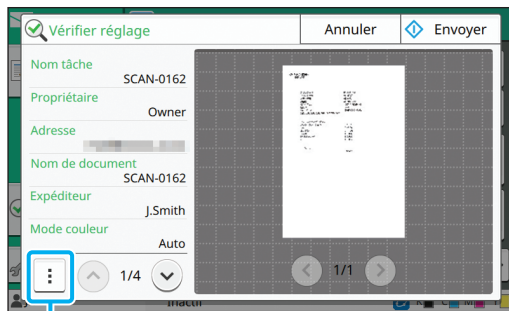 Vérifier réglage
Annuler
Envoyer
Nom tâche
SCAN-0162
Propriétaire
Owner
Adresse
Nom de document
SCAN-0162
Expéditeur
J.Smith
Mode couleur
Auto
1/4
1/1
Inactif
K C M Y